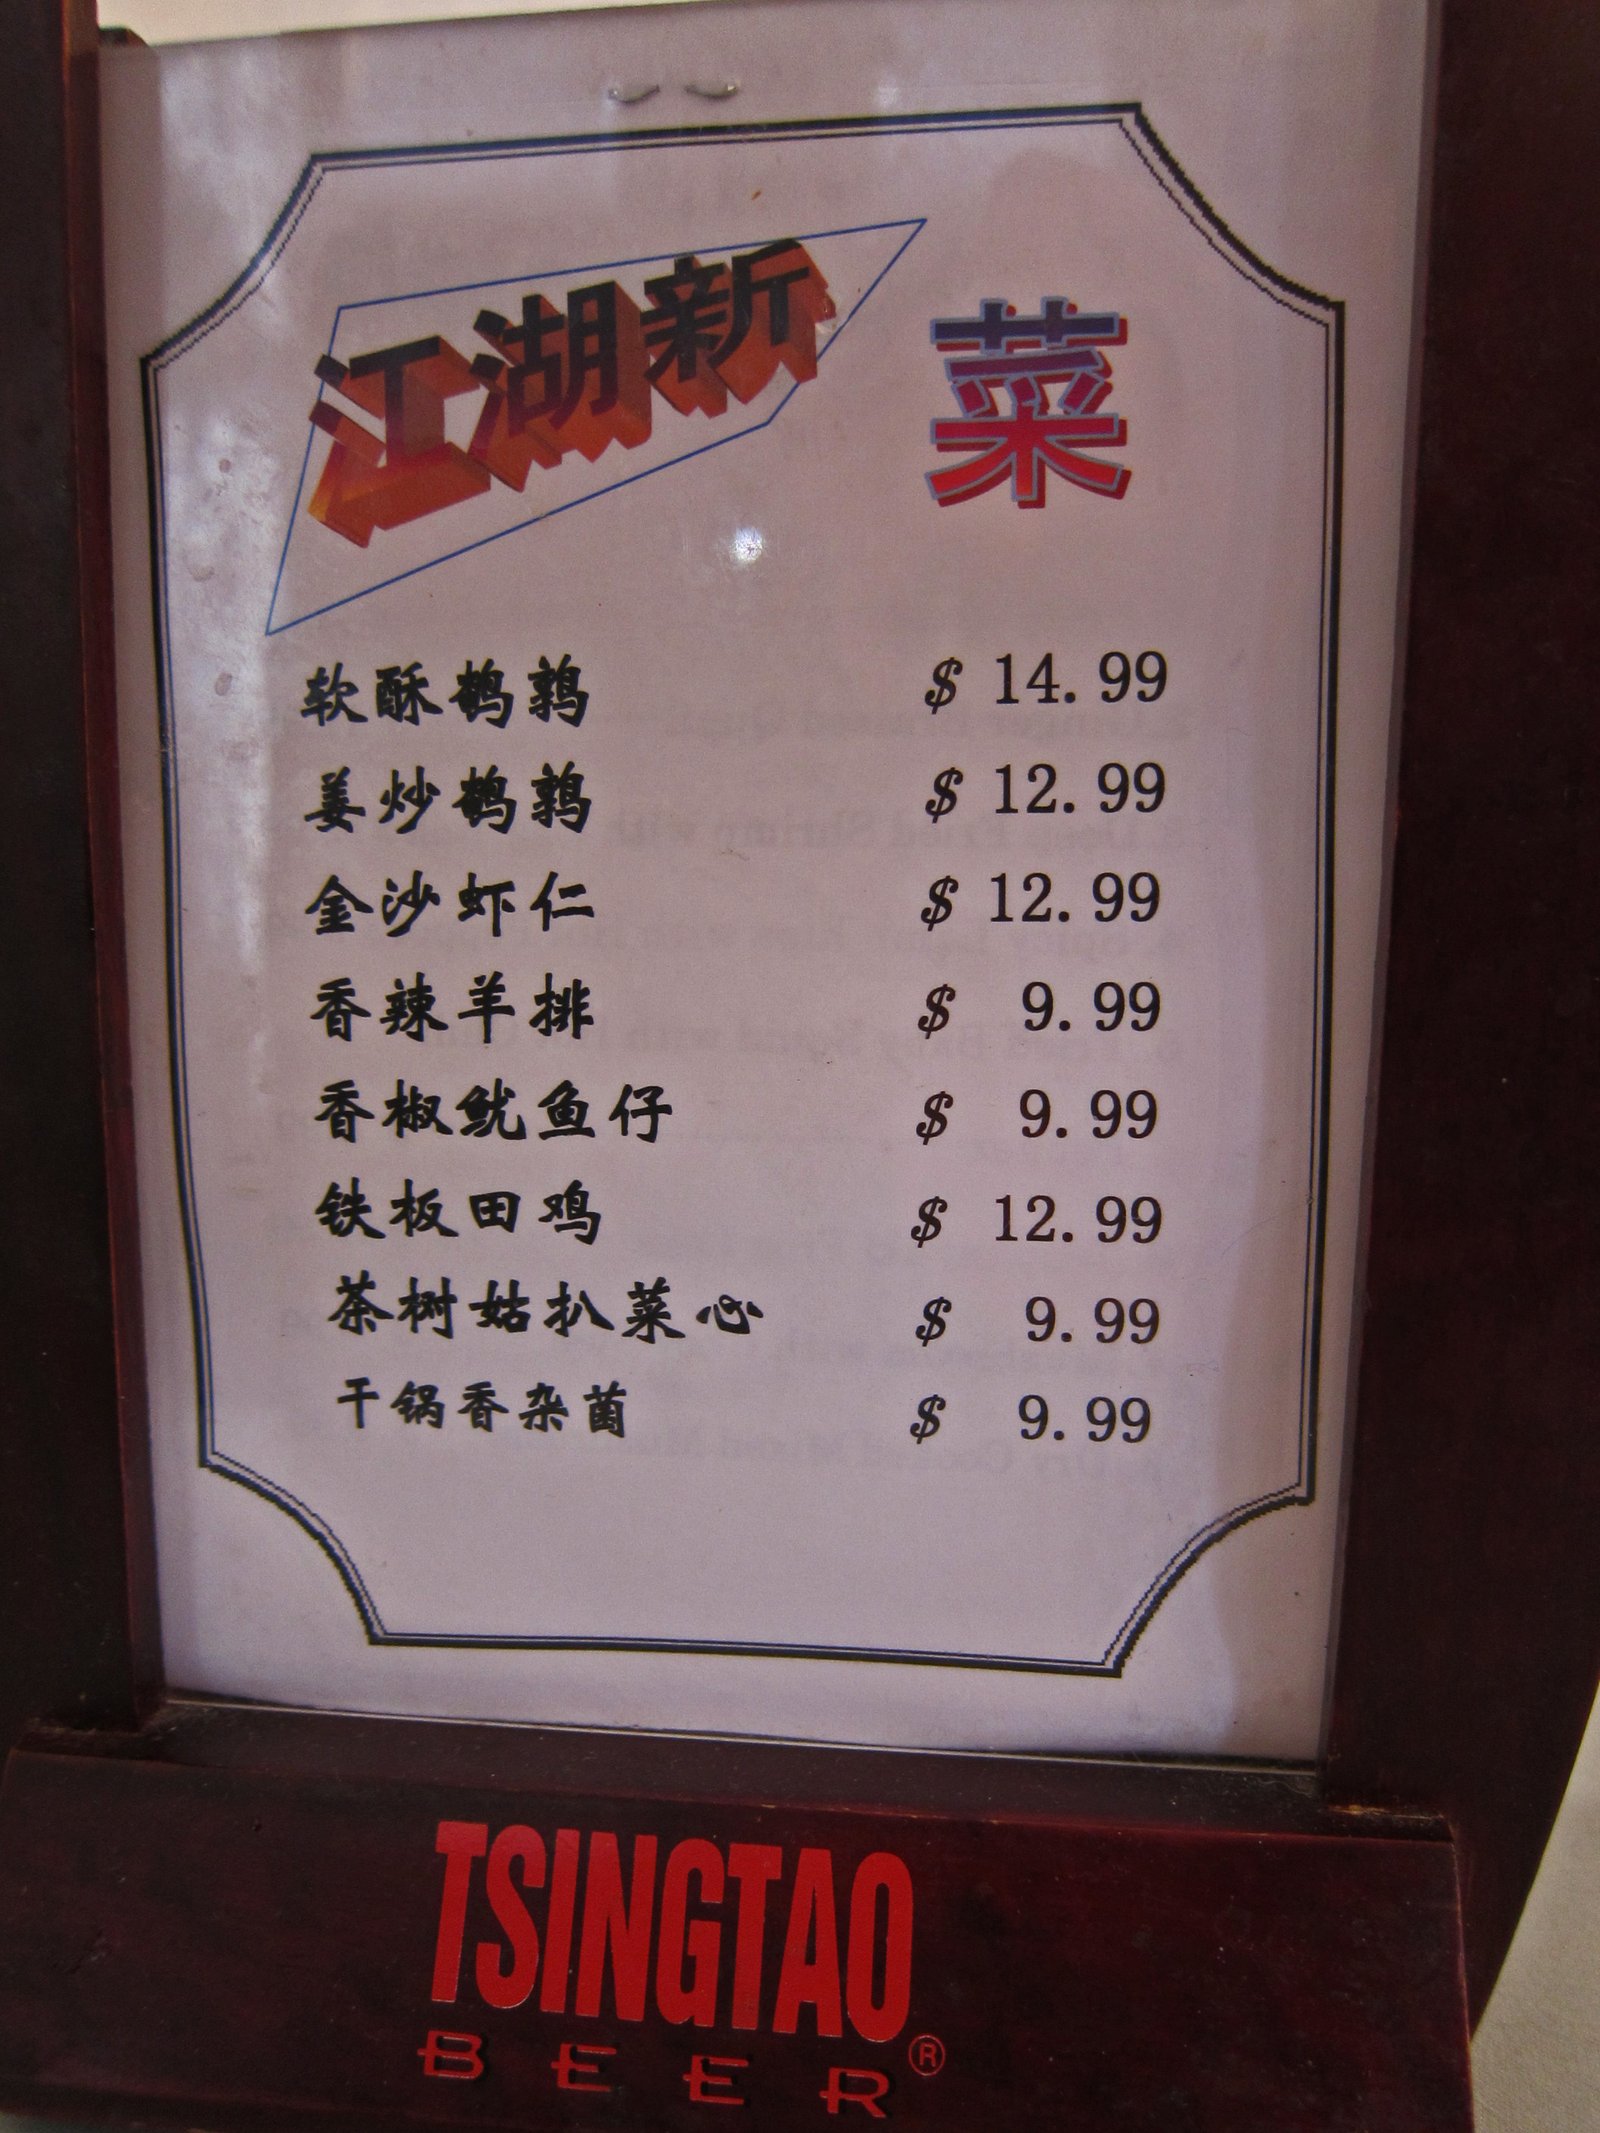 江湖新 菜
软酥鹌鹑 $ 14.99
姜炒鹌鹑 $ 12.99
金沙虾仁 $ 12.99
香辣羊排 $ 9.99
香椒鱿鱼仔 $ 9.99
铁板田鸡 $ 12.99
茶树姑扒菜心 $ 9.99
干锅香杂菌 $ 9.99
TSINGTAO
BEER®